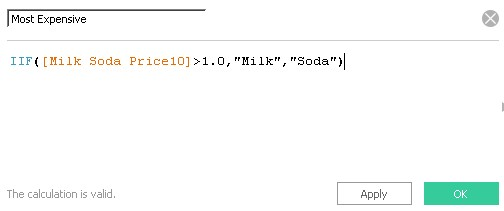 Most Expensive
IIF([Milk Soda Price10]>1.0,"Milk","Soda")
The calculation is valid.
Apply
OK